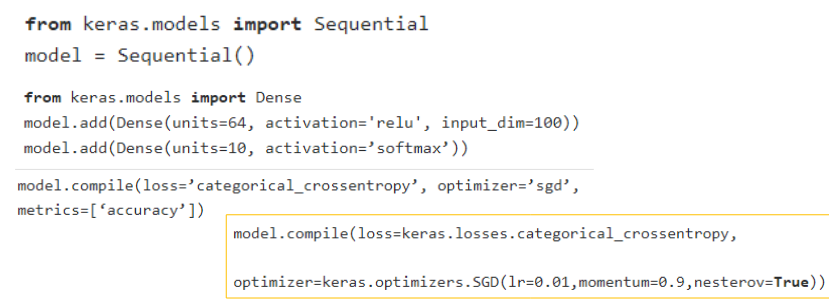 from keras.models import Sequential
model = Sequential()
from keras.models import Dense
model.add(Dense(units=64, activation='relu', input_dim=100))
model.add(Dense(units=10, activation=’softmax’))
model.compile(loss=’categorical_crossentropy’, optimizer=’sgd’,
metrics=[‘accuracy’])
model.compile(loss=keras.losses.categorical_crossentropy,
optimizer=keras.optimizers.SGD(lr=0.01,momentum=0.9,nesterov=True))